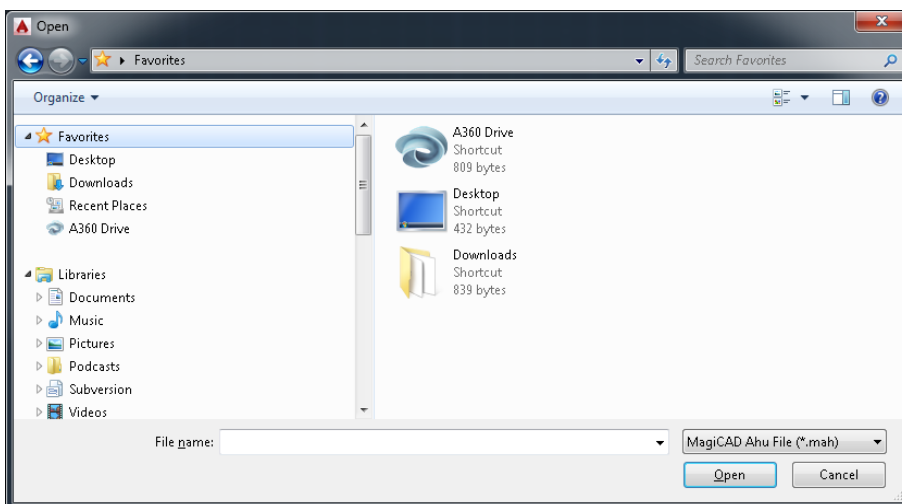 Open
Favorites
Search Favorites
Organize
Favorites
Desktop
Downloads
Recent Places
A360 Drive
Libraries
Documents
Music
Pictures
Podcasts
Subversion
Videos
A360 Drive
Shortcut
809 bytes
Desktop
Shortcut
432 bytes
Downloads
Shortcut
839 bytes
File name:
MagiCAD Ahu File (*.mah)
Open
Cancel